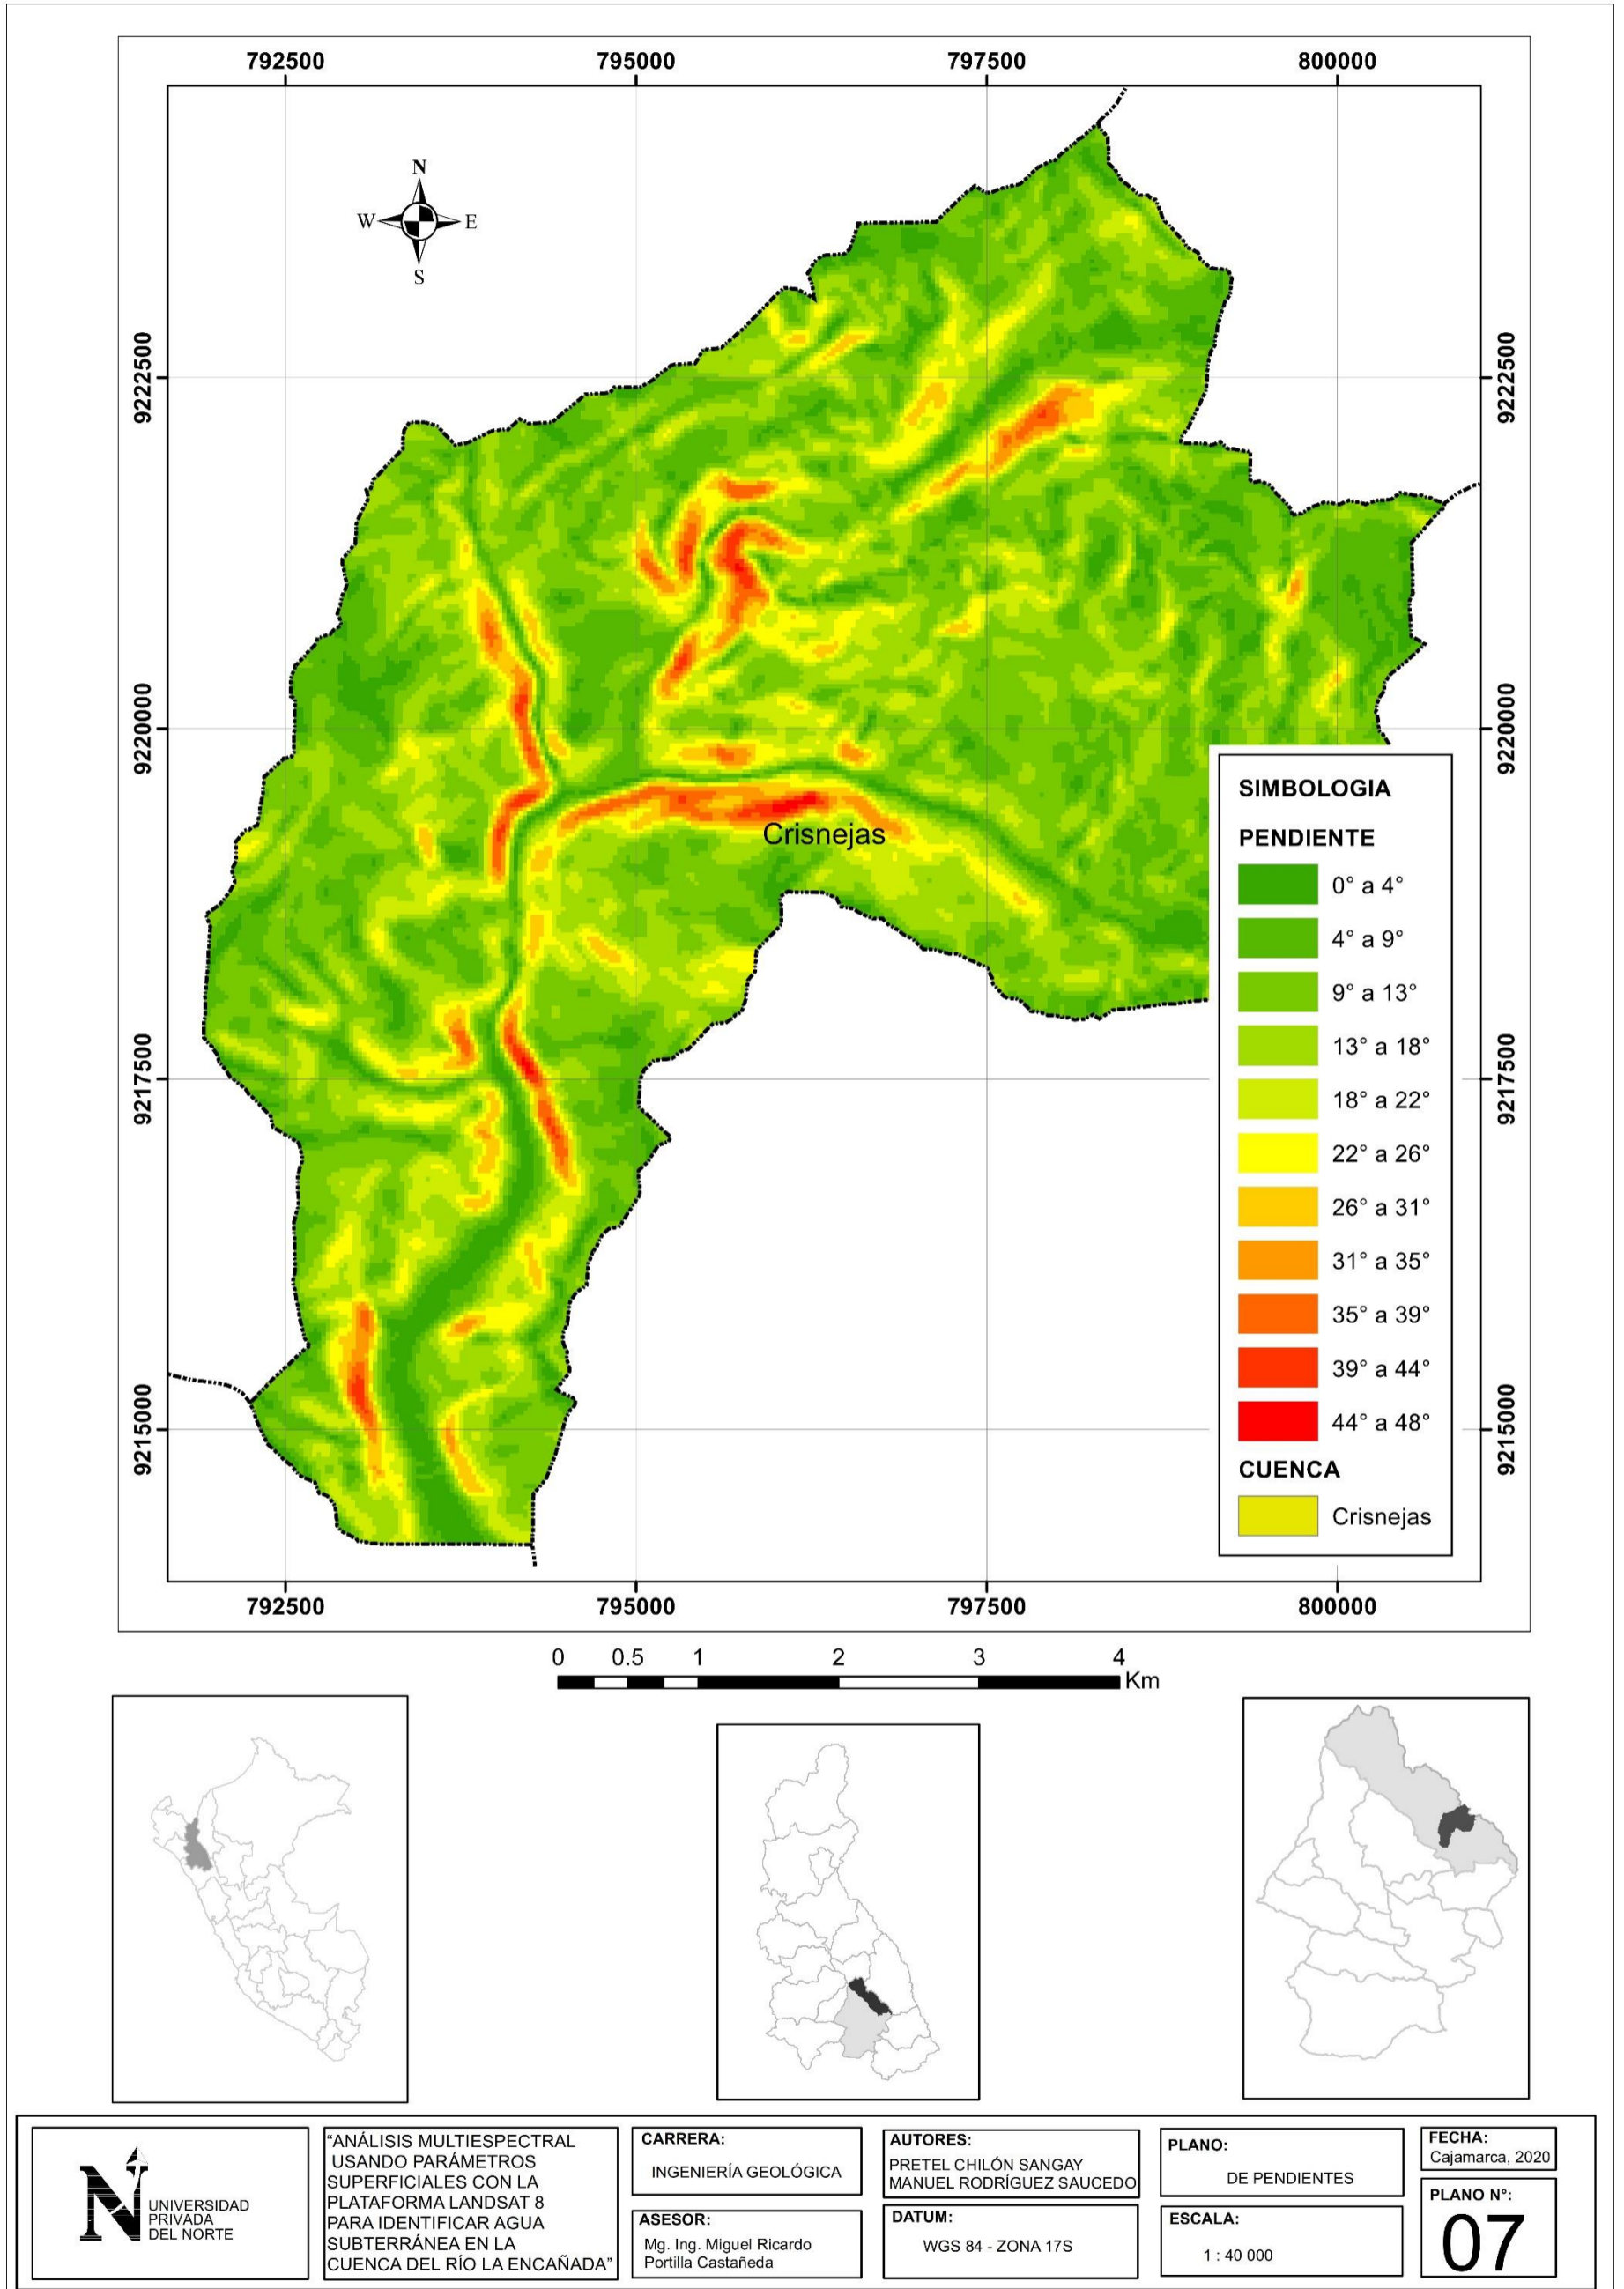 792500 795000 797500 800000
N
W E
S
9222500 9222500
9220000 9220000
9217500 9217500
9215000 9215000
Crisnejas
SIMBOLOGIA
PENDIENTE
0° a 4°
4° a 9°
9° a 13°
13° a 18°
18° a 22°
22° a 26°
26° a 31°
31° a 35°
35° a 39°
39° a 44°
44° a 48°
CUENCA
Crisnejas
792500 795000 797500 800000
0 0.5 1 2 3 4
Km
N
UNIVERSIDAD
PRIVADA
DEL NORTE
“ANÁLISIS MULTIESPECTRAL
USANDO PARÁMETROS
SUPERFICIALES CON LA
PLATAFORMA LANDSAT 8
PARA IDENTIFICAR AGUA
SUBTERRÁNEA EN LA
CUENCA DEL RÍO LA ENCAÑADA”
CARRERA:
INGENIERÍA GEOLÓGICA
ASESOR:
Mg. Ing. Miguel Ricardo
Portilla Castañeda
AUTORES:
PRETEL CHILÓN SANGAY
MANUEL RODRÍGUEZ SAUCEDO
DATUM:
WGS 84 - ZONA 17S
PLANO:
DE PENDIENTES
ESCALA:
1 : 40 000
FECHA:
Cajamarca, 2020
PLANO N°:
07